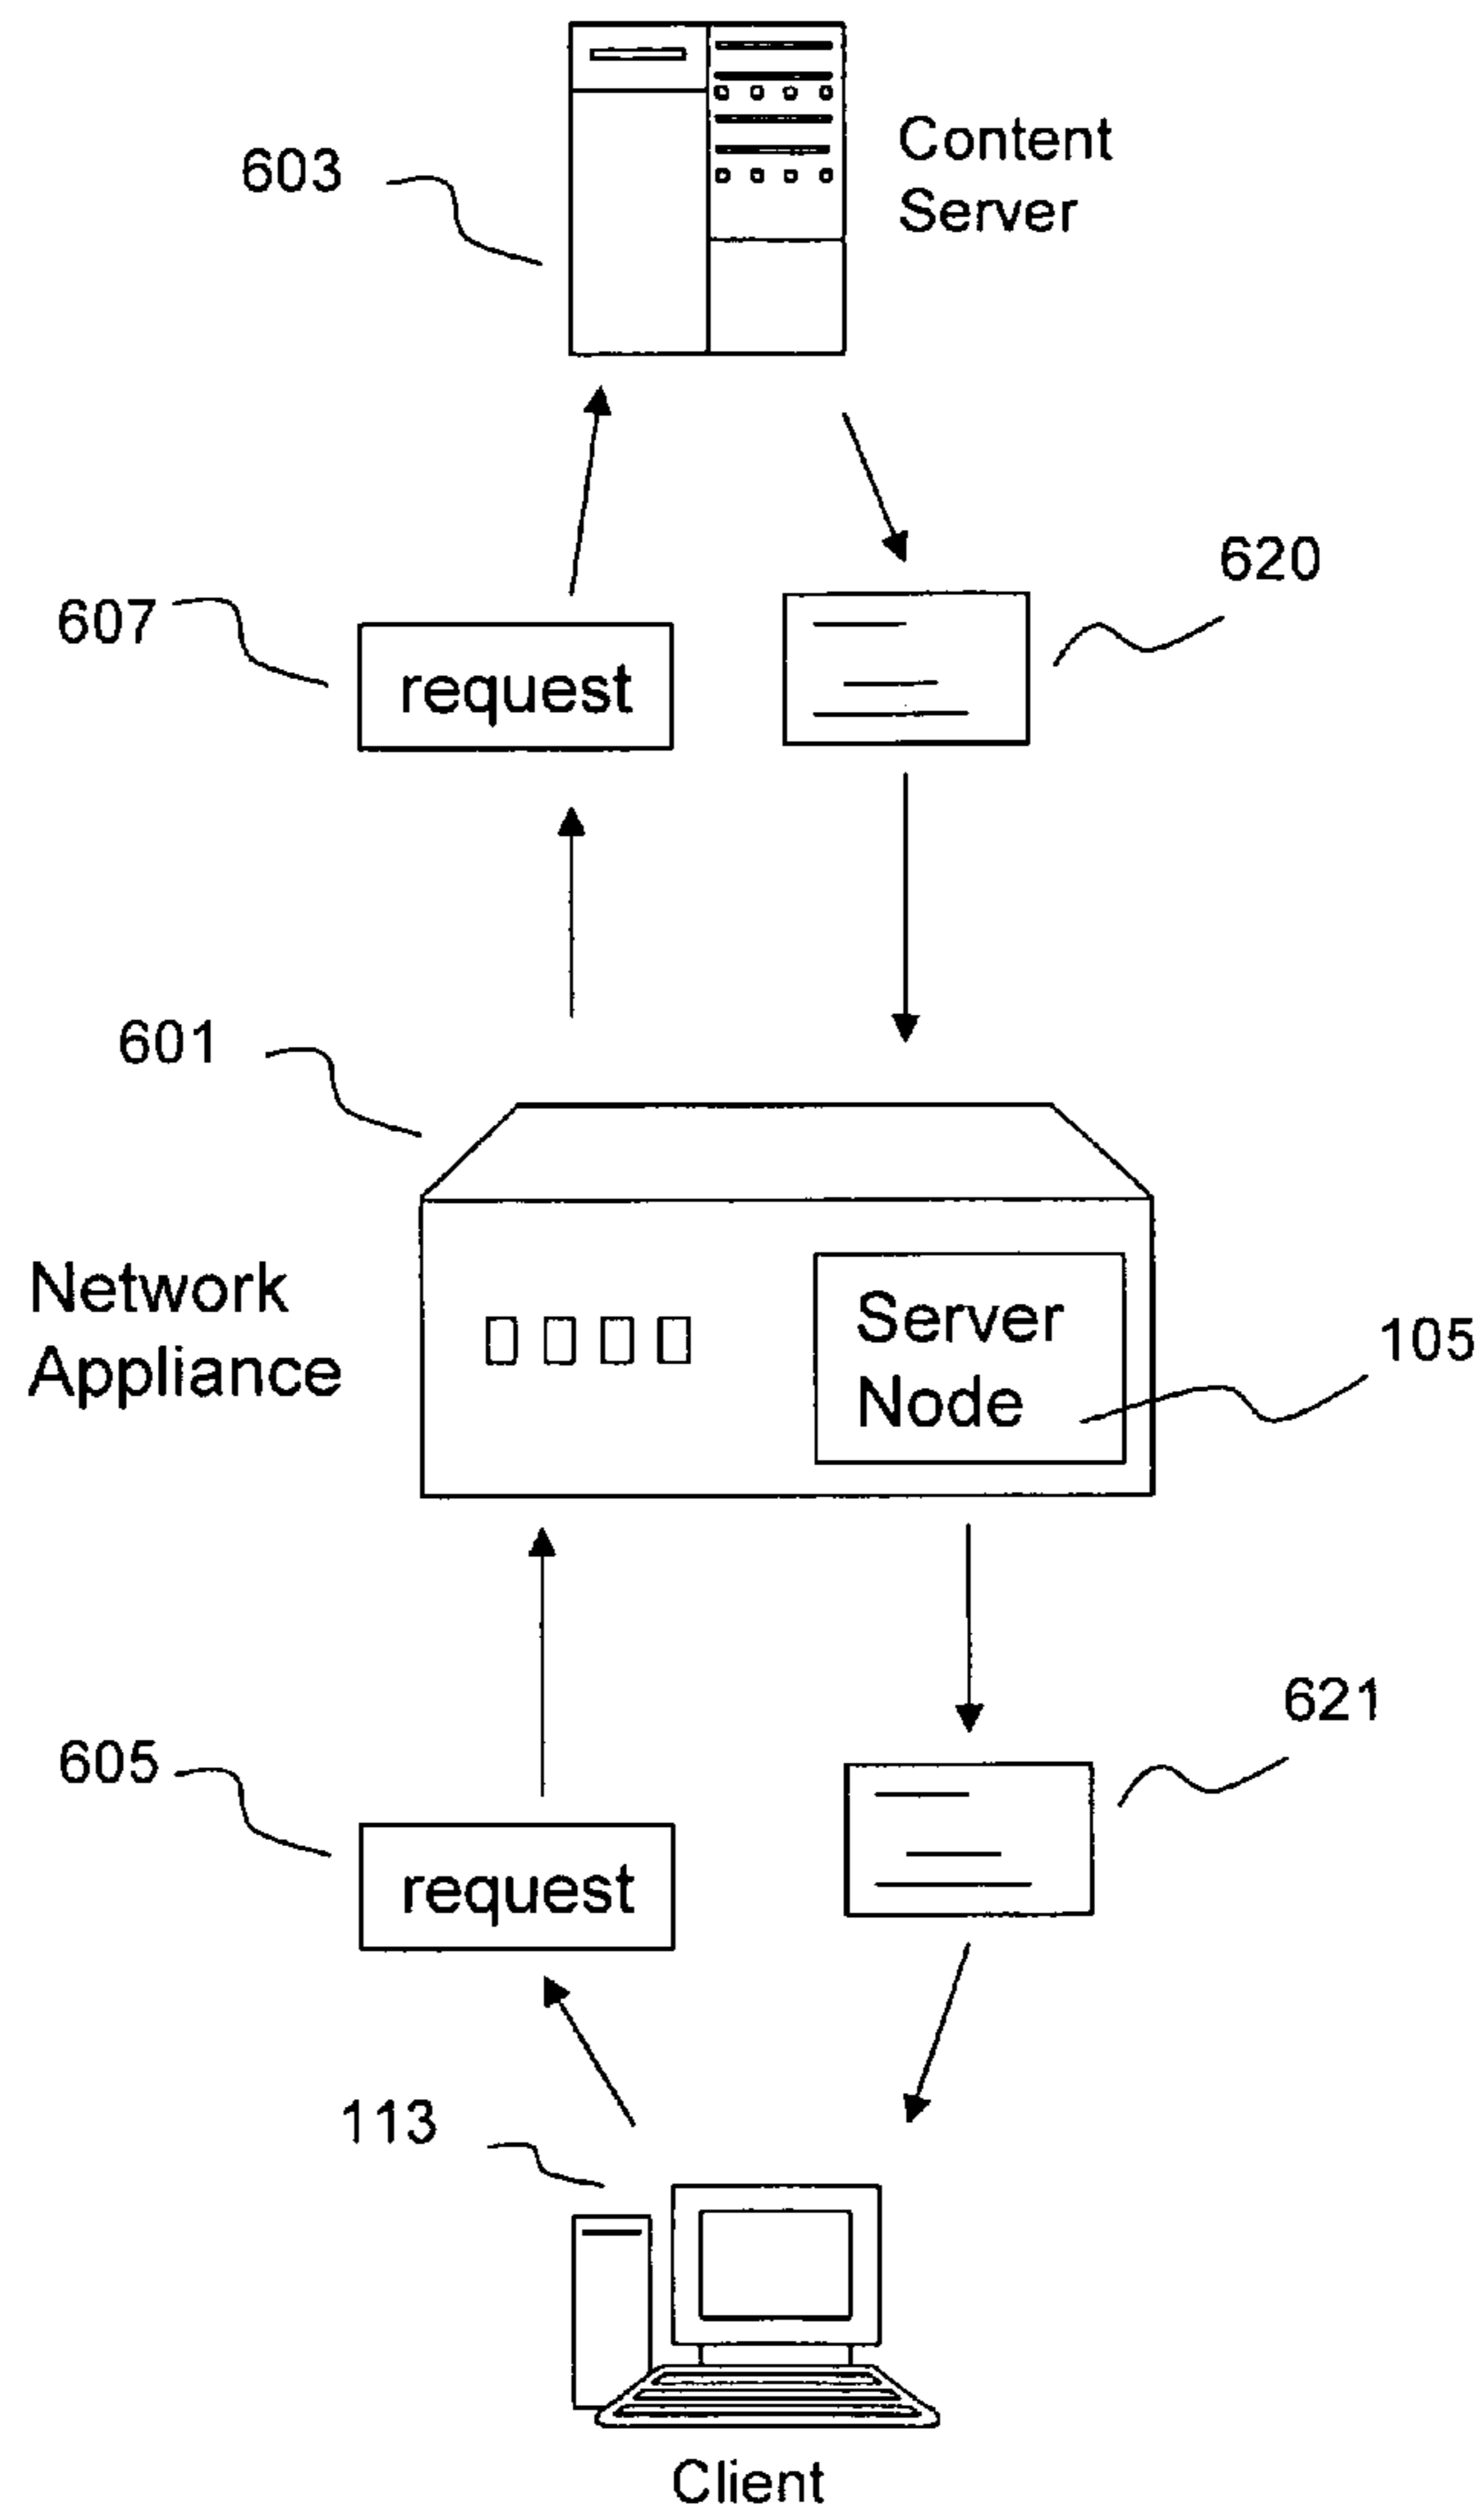 603
Content
Server
620
607
request
601
Network
Appliance
Server
Node
105
621
605
request
113
Client